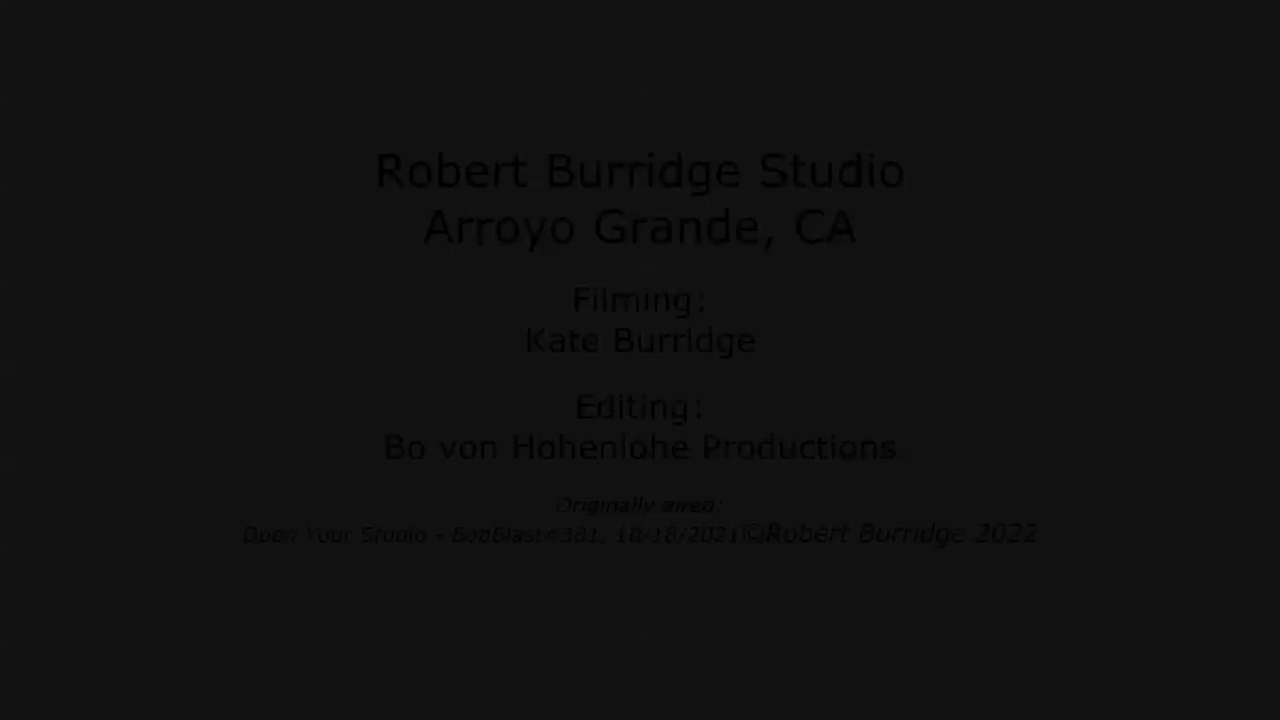 Robert Burridge Studio
Arroyo Grande, CA
Filming:
Kate Burridge
Editing:
Bo von Hohenlohe Productions
Originally aired:
Open Your Studio - BobBlast#381, 10/18/2021©Robert Burridge 2022